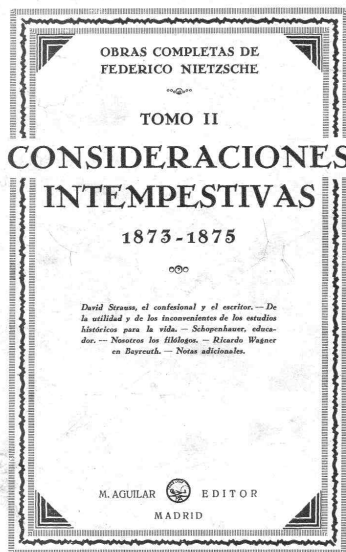 OBRAS COMPLETAS DE
FEDERICO NIETZSCHE
TOMO II
CONSIDERACIONES
INTEMPESTIVAS
1873-1875
David Strauss, el confesional y el escritor. — De
la utilidad y de los inconvenientes de los estudios
históricos para la vida. — Schopenhauer, educa-
dor. — Nosotros los filólogos. — Ricardo Wagner
en Bayreuth. — Notas adicionales.
M. AGUILAR EDITOR
MADRID